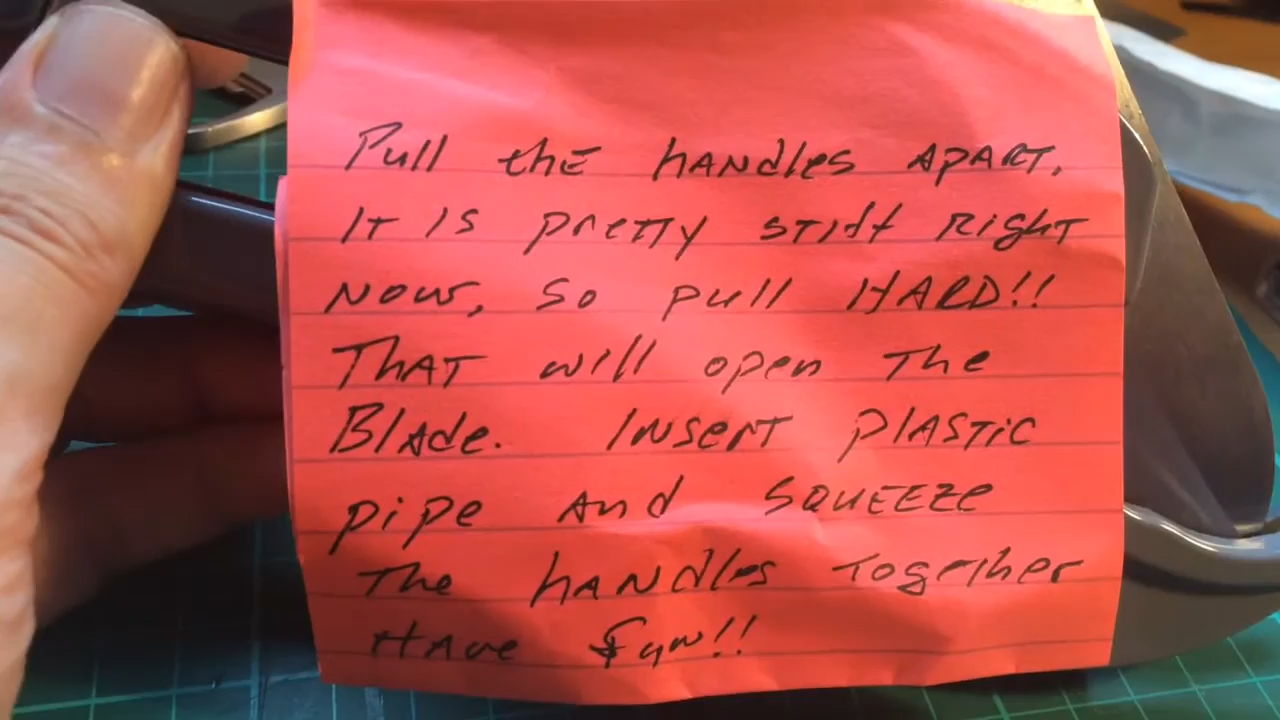 Pull the HANdles APART.
IT IS pretty stiff Right
NOW, SO pull HARD!!
THAT will open The
BlAde. INSerT plASTic
pipe ANd SQUEEZE
The HANdles TogeTher
HAve Fun!!